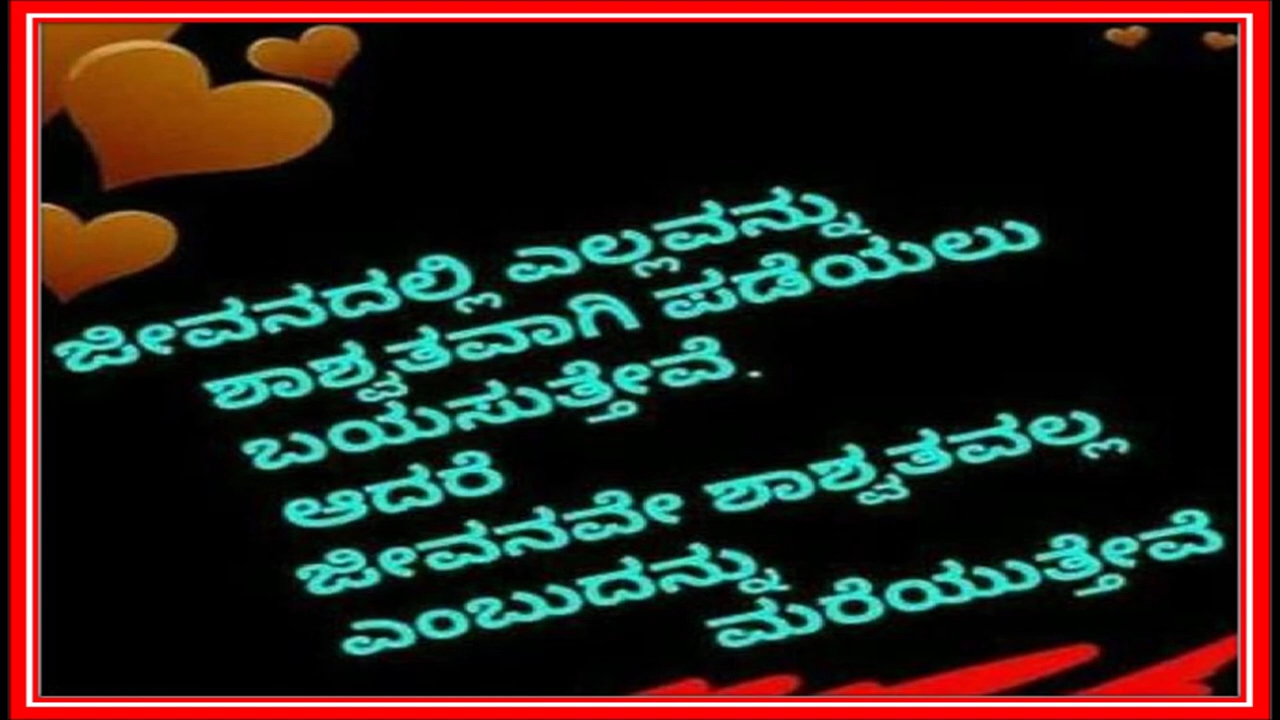 ಜೀವನದಲ್ಲಿ ಎಲ್ಲವನ್ನು
ಶಾಶ್ವತವಾಗಿ ಪಡೆಯಲು
ಬಯಸುತ್ತೇವೆ.
ಆದರೆ
ಜೀವನವೇ ಶಾಶ್ವತವಲ್ಲ
ಎಂಬುದನ್ನು
ಮರೆಯುತ್ತೇವೆ